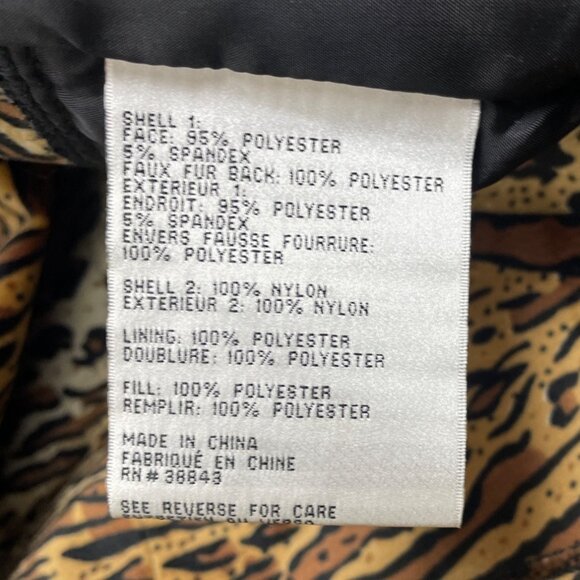 SHELL 1:
FACE: 95% POLYESTER
5% SPANDEX
FAUX FUR BACK: 100% POLYESTER
EXTERIEUR 1:
ENDROIT: 95% POLYESTER
5% SPANDEX
ENVERS FAUSSE FOURRURE:
100% POLYESTER
SHELL 2: 100% NYLON
EXTERIEUR 2: 100% NYLON
LINING: 100% POLYESTER
DOUBLURE: 100% POLYESTER
FILL: 100% POLYESTER
REMPLIR: 100% POLYESTER
MADE IN CHINA
FABRIQUÉ EN CHINE
RN# 38843
SEE REVERSE FOR CARE